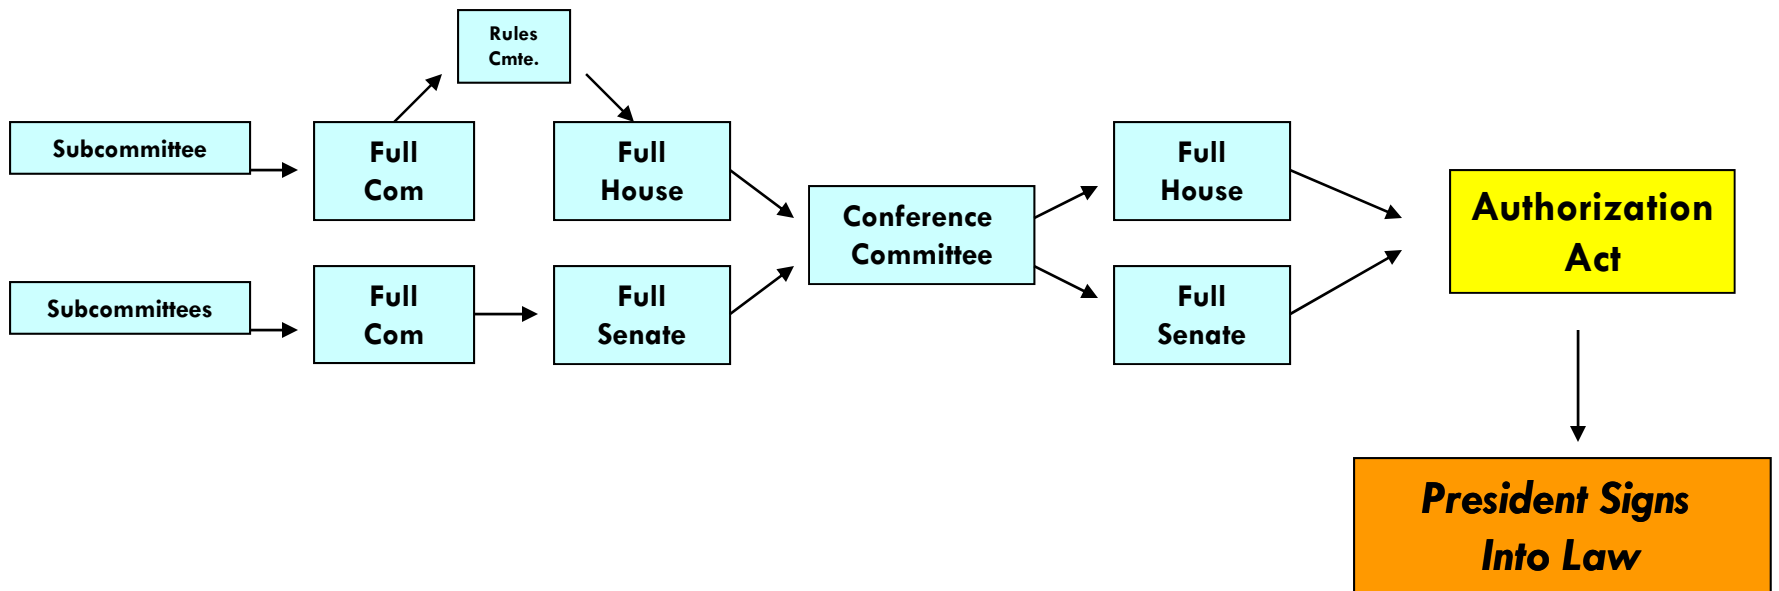 Rules
Cmte.
Subcommittee
Full
Com
Full
House
Conference
Committee
Full
House
Authorization
Act
Subcommittees
Full
Com
Full
Senate
Full
Senate
President Signs
Into Law